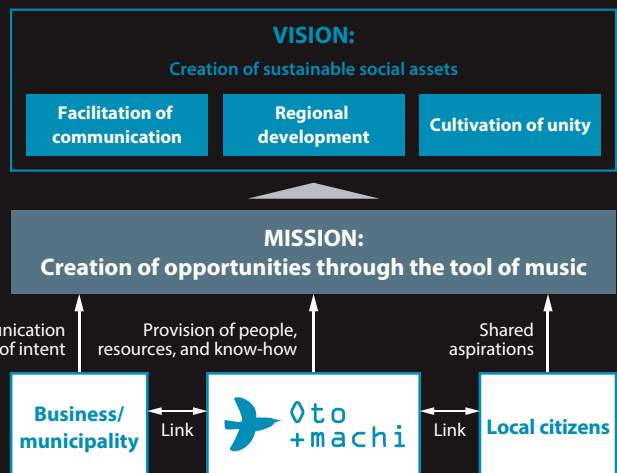 VISION:
Creation of sustainable social assets
Facilitation of
communication
Regional
development
Cultivation of unity
MISSION:
Creation of opportunities through the tool of music
of intent
Provision of people,
resources, and know-how
Shared
aspirations
Business/
municipality
Link
Oto
+machi
Link
Local citizens